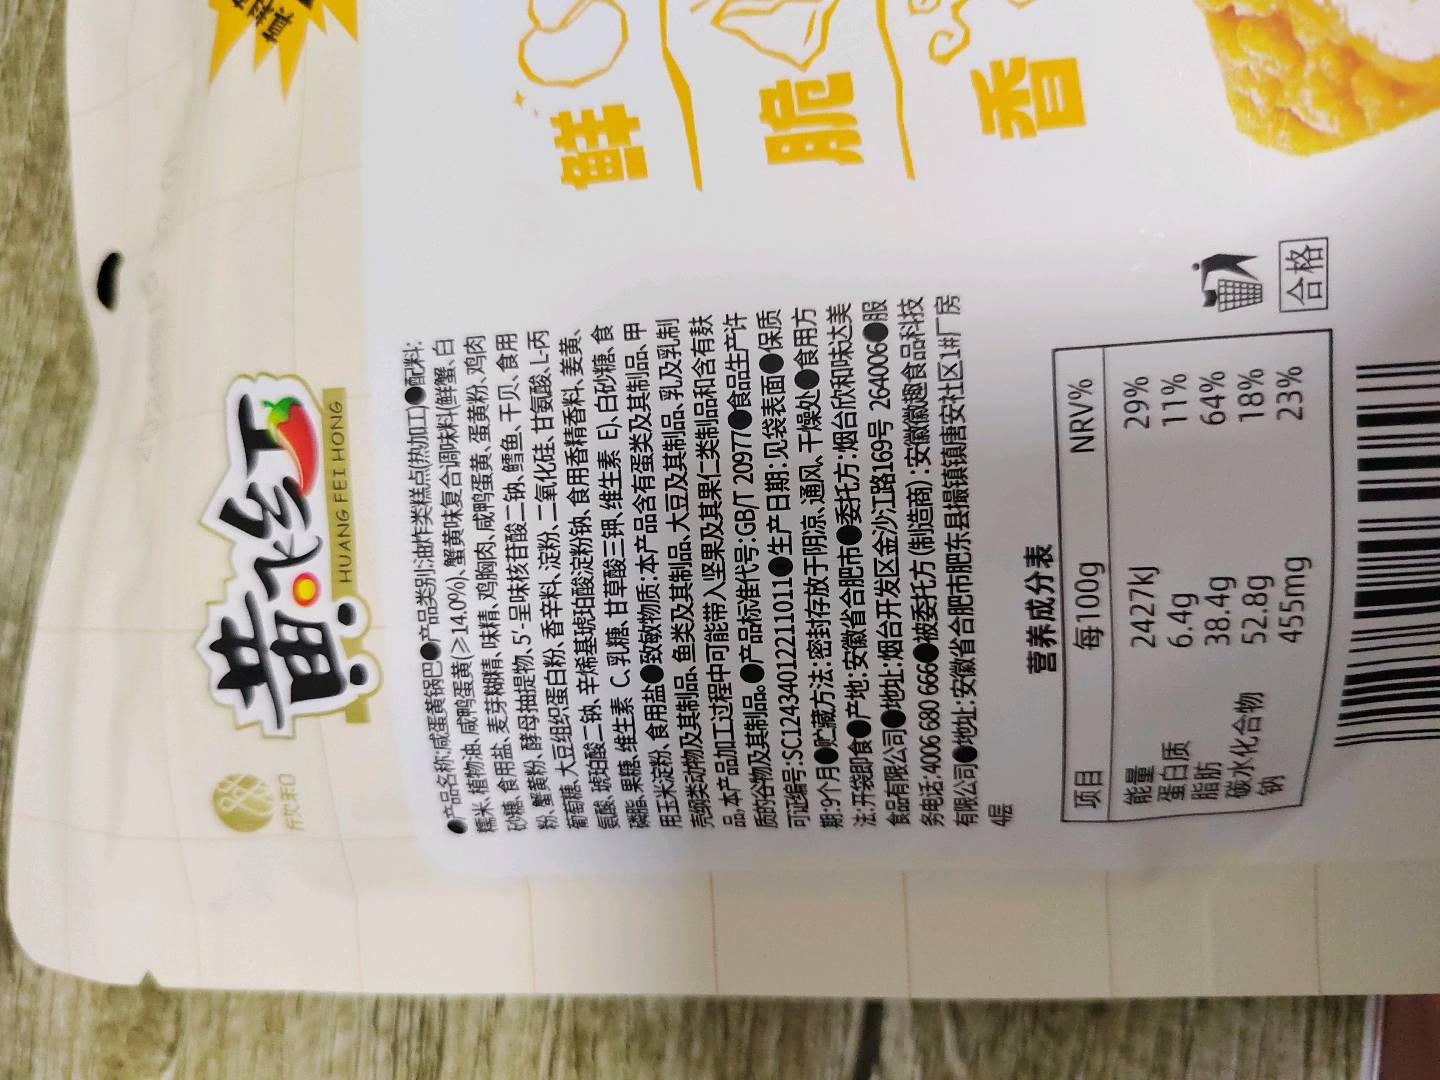 黄飞红
HUANG FEI HONG
欣和
鲜
脆
香
●产品名称:咸蛋黄锅巴●产品类别:油炸类糕点(热加工)●配料:
糯米、植物油、咸鸭蛋黄(≥14.0%)、蟹黄味复合调味料(鲜蟹、白
砂糖、食用盐、麦芽糊精、味精、鸡胸肉、咸鸭蛋黄、蛋黄粉、鸡肉
粉、蟹黄粉、酵母抽提物、5'-呈味核苷酸二钠、鳕鱼、干贝、食用
葡萄糖、大豆组织蛋白粉、香辛料、淀粉、二氧化硅、甘氨酸、L-丙
氨酸、琥珀酸二钠、辛烯基琥珀酸淀粉钠、食用香精香料、姜黄、
磷脂、果糖、维生素 C、乳糖、甘草酸三钾、维生素 E)、白砂糖、食
用玉米淀粉、食用盐●致敏物质:本产品含有蛋类及其制品、甲
壳纲类动物及其制品、鱼类及其制品、大豆及其制品、乳及乳制
品;本产品加工过程中可能带入坚果及其果仁类制品和含有麸
质的谷物及其制品。●产品标准代号:GB/T 20977●食品生产许
可证编号:SC12434012211011●生产日期:见袋表面●保质
期:9个月●贮藏方法:密封存放于阴凉、通风、干燥处●食用方
法:开袋即食●产地:安徽省合肥市●委托方:烟台欣和味达美
食品有限公司●地址:烟台开发区金沙江路169号 264006●服
务电话:4006 680 666●被委托方(制造商):安徽徽趣食品科技
有限公司●地址:安徽省合肥市肥东县撮镇镇唐安社区1#厂房
4层
营养成分表
项目 每100g NRV%
能量 2427kJ 29%
蛋白质 6.4g 11%
脂肪 38.4g 64%
碳水化合物 52.8g 18%
钠 455mg 23%
合格